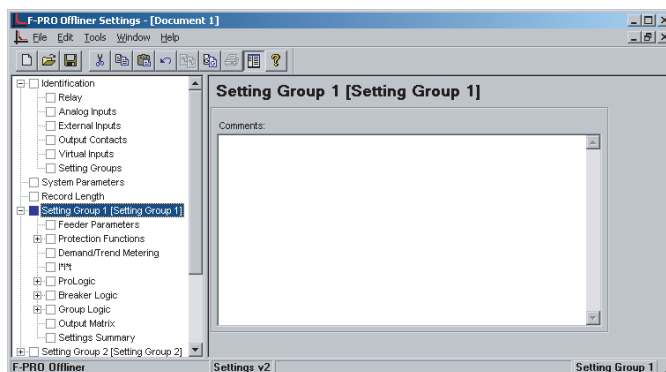 F-PRO Offliner Settings - [Document 1]
File Edit Tools Window Help
Identification
Relay
Analog Inputs
External Inputs
Output Contacts
Virtual Inputs
Setting Groups
System Parameters
Record Length
Setting Group 1 [Setting Group 1]
Feeder Parameters
Protection Functions
Demand/Trend Metering
I*I*t
ProLogic
Breaker Logic
Group Logic
Output Matrix
Settings Summary
Setting Group 2 [Setting Group 2]
Setting Group 1 [Setting Group 1]
Comments:
F-PRO Offliner Settings v2 Setting Group 1